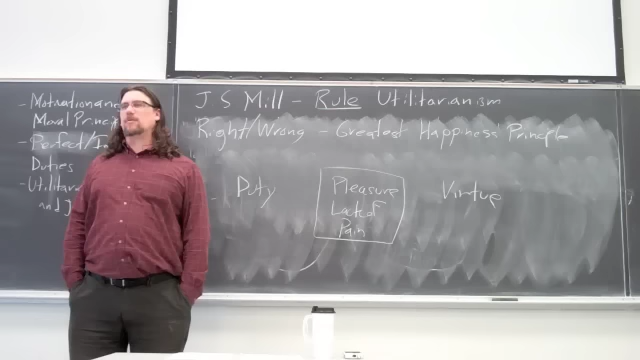 - Motivation and
Moral Princip
- Perfect/I
Duties
- Utilitar
and J
J S Mill - Rule Utilitarianism
Right/Wrong - Greatest Happiness Principle
Duty
Pleasure
Lack of
Pain
Virtue